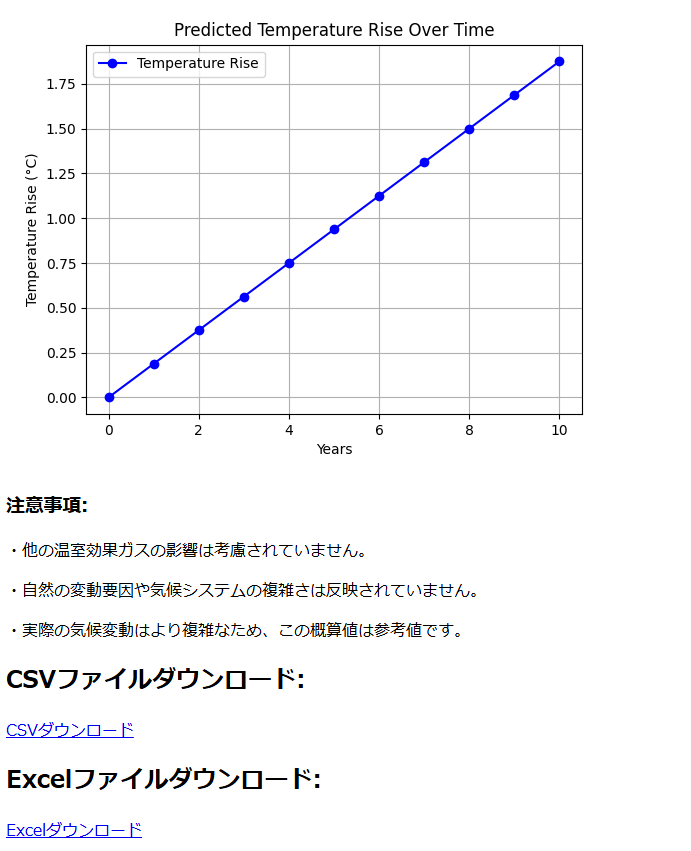 Predicted Temperature Rise Over Time
Temperature Rise
1.75
1.50
1.25
1.00
0.75
0.50
0.25
0.00
Temperature Rise (°C)
0 2 4 6 8 10
Years
注意事項:
・他の温室効果ガスの影響は考慮されていません。
・自然の変動要因や気候システムの複雑さは反映されていません。
・実際の気候変動はより複雑なため、この概算値は参考値です。
CSVファイルダウンロード:
CSVダウンロード
Excelファイルダウンロード:
Excelダウンロード